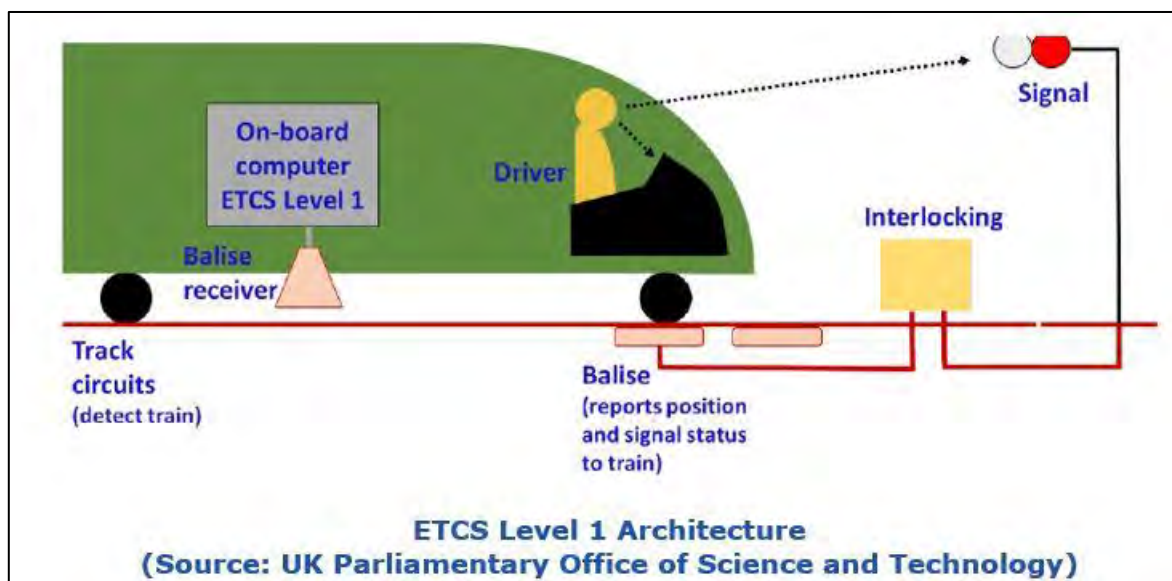 On-board
computer
ETCS Level 1
Driver
Signal
Interlocking
Balise
receiver
Track
circuits
(detect train)
Balise
(reports position
and signal status
to train)
ETCS Level 1 Architecture
(Source: UK Parliamentary Office of Science and Technology)